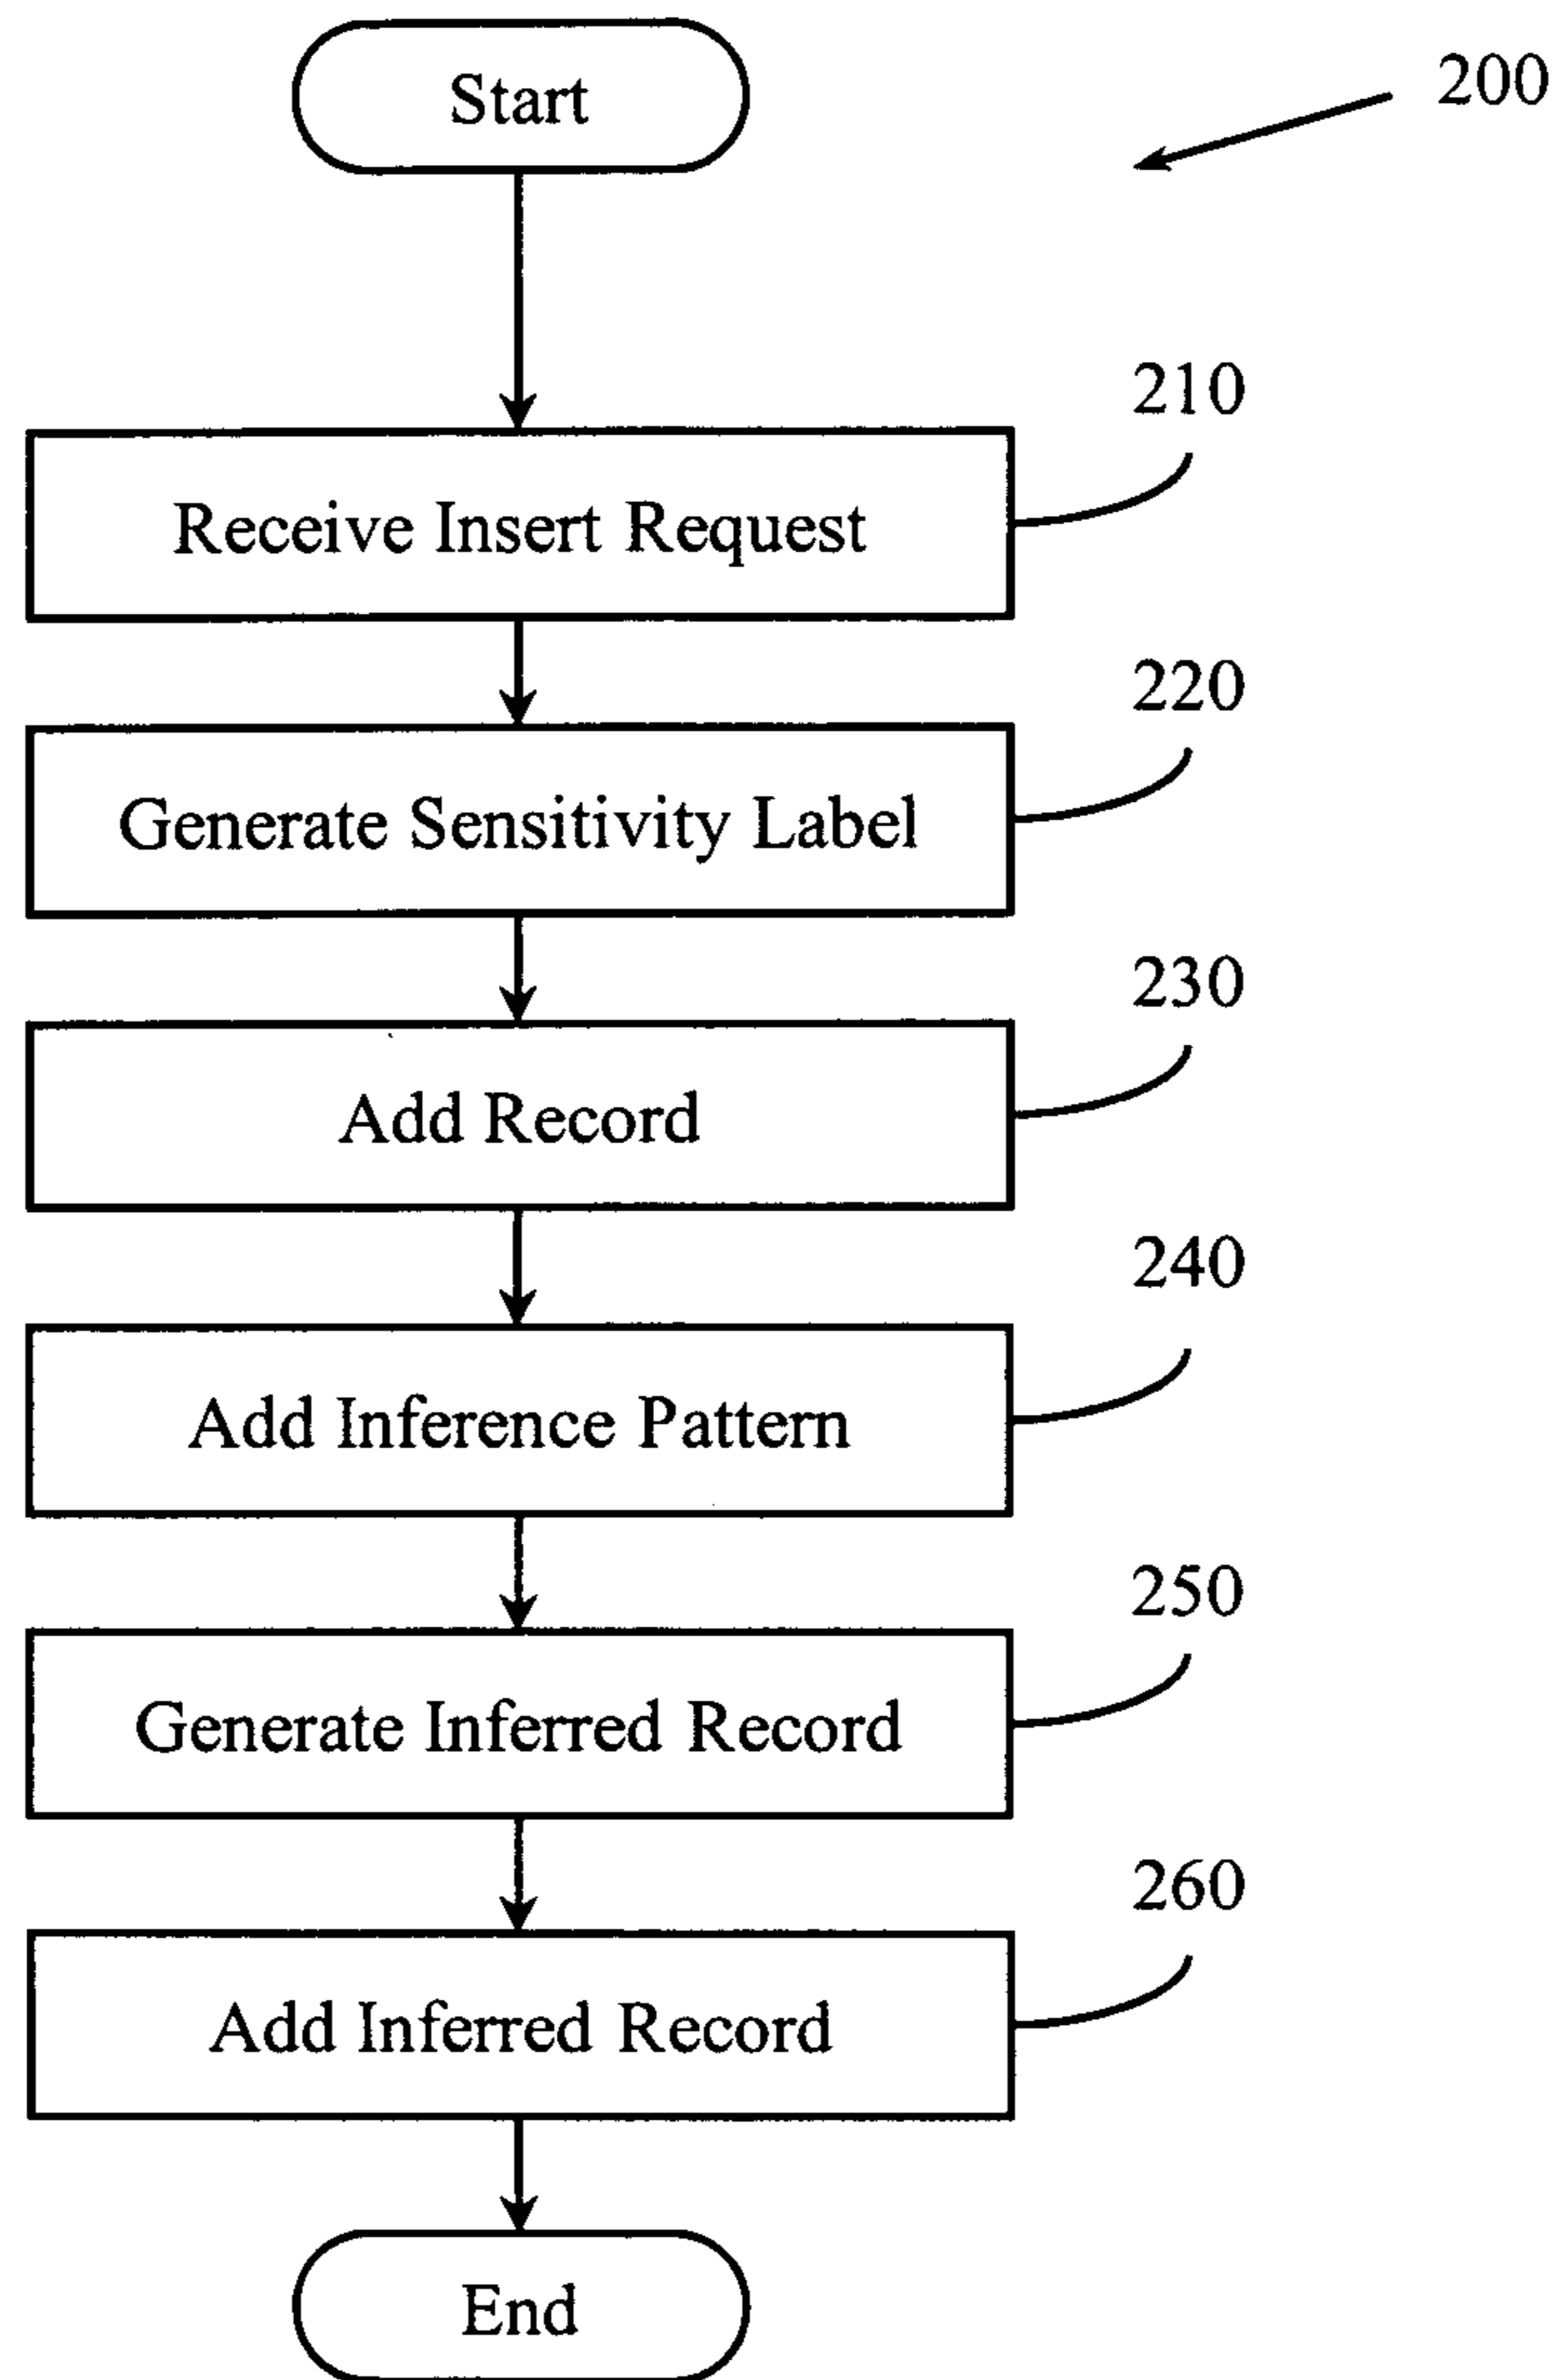 Start
200
210
Receive Insert Request
220
Generate Sensitivity Label
230
Add Record
240
Add Inference Pattern
250
Generate Inferred Record
260
Add Inferred Record
End